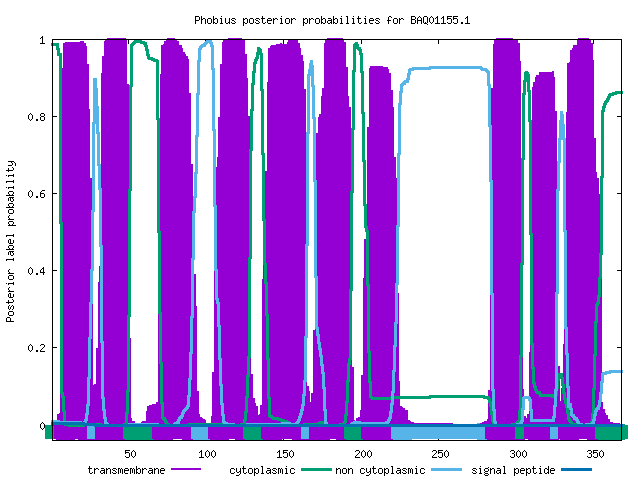 Phobius posterior probabilities for BAQ01155.1
Posterior label probability
1
0.8
0.6
0.4
0.2
0
50 100 150 200 250 300 350
transmembrane cytoplasmic non cytoplasmic signal peptide